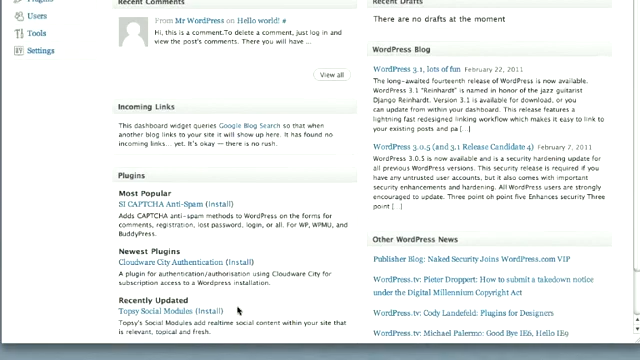 Users
Tools
Settings
Recent Comments
From Mr WordPress on Hello world! #
Hi, this is a comment.To delete a comment, just log in and
view the post's comments. There you will have ...
View all
Incoming Links
This dashboard widget queries Google Blog Search so that when
another blog links to your site it will show up here. It has found no
incoming links... yet. It's okay — there is no rush.
Plugins
Most Popular
SI CAPTCHA Anti-Spam (Install)
Adds CAPTCHA anti-spam methods to WordPress on the forms for
comments, registration, lost password, login, or all. For WP, WPMU, and
BuddyPress.
Newest Plugins
Cloudware City Authentication (Install)
A plugin for authentication/authorisation using Cloudware City for
subscription access to a Wordpress installation.
Recently Updated
Topsy Social Modules (Install)
Topsy's Social Modules add realtime social content within your site that
is relevant, topical and fresh.
Recent Drafts
There are no drafts at the moment
WordPress Blog
WordPress 3.1, lots of fun February 22, 2011
The long-awaited fourteenth release of WordPress is now available.
WordPress 3.1 "Reinhardt" is named in honor of the jazz guitarist
Django Reinhardt. Version 3.1 is available for download, or you
can update from within your dashboard. This release features a
lightning fast redesigned linking workflow which makes it easy to link to
your existing posts and pa [...]
WordPress 3.0.5 (and 3.1 Release Candidate 4) February 7, 2011
WordPress 3.0.5 is now available and is a security hardening update for
all previous WordPress versions. This security release is required if you
have any untrusted user accounts, but it also comes with important
security enhancements and hardening. All WordPress users are strongly
encouraged to update. Three point oh point five Enhances security Three
point [...]
Other WordPress News
Publisher Blog: Naked Security Joins WordPress.com VIP
WordPress.tv: Pieter Droppert: How to submit a takedown notice
under the Digital Millennium Copyright Act
WordPress.tv: Cody Landefeld: Plugins for Designers
WordPress.tv: Michael Palermo: Good Bye IE6, Hello IE9